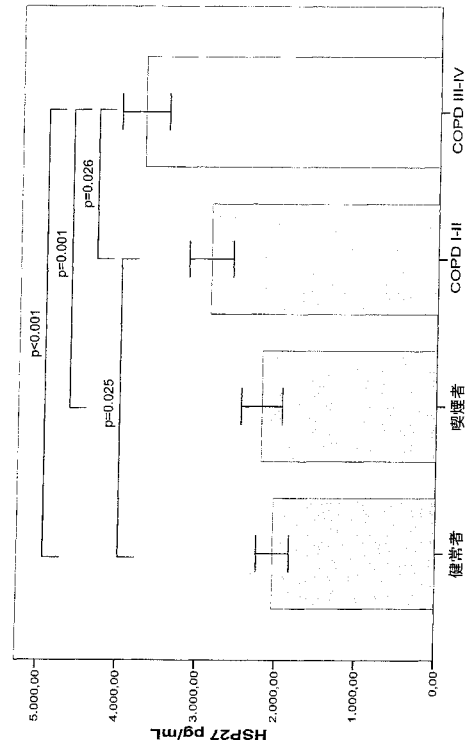 HSP27 pg/mL
5.000,00
4.000,00
3.000,00
2.000,00
1.000,00
0,00
p<0.001
p=0.001
p=0.026
p=0.025
健常者
喫煙者
COPD I-II
COPD III-IV